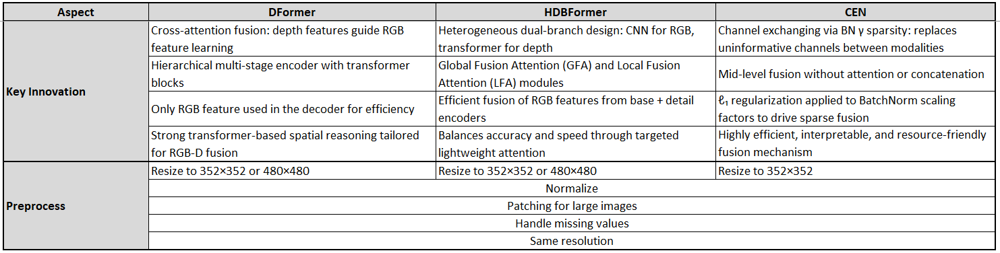 Aspect DFormer HDBFormer CEN
Key Innovation
Cross-attention fusion: depth features guide RGB
feature learning
Heterogeneous dual-branch design: CNN for RGB,
transformer for depth
Channel exchanging via BN γ sparsity: replaces
uninformative channels between modalities
Hierarchical multi-stage encoder with transformer
blocks
Global Fusion Attention (GFA) and Local Fusion
Attention (LFA) modules
Mid-level fusion without attention or concatenation
Only RGB feature used in the decoder for efficiency
Efficient fusion of RGB features from base + detail
encoders
ℓ₁ regularization applied to BatchNorm scaling
factors to drive sparse fusion
Strong transformer-based spatial reasoning tailored
for RGB-D fusion
Balances accuracy and speed through targeted
lightweight attention
Highly efficient, interpretable, and resource-friendly
fusion mechanism
Preprocess
Resize to 352×352 or 480×480
Resize to 352×352 or 480×480
Resize to 352×352
Normalize
Patching for large images
Handle missing values
Same resolution